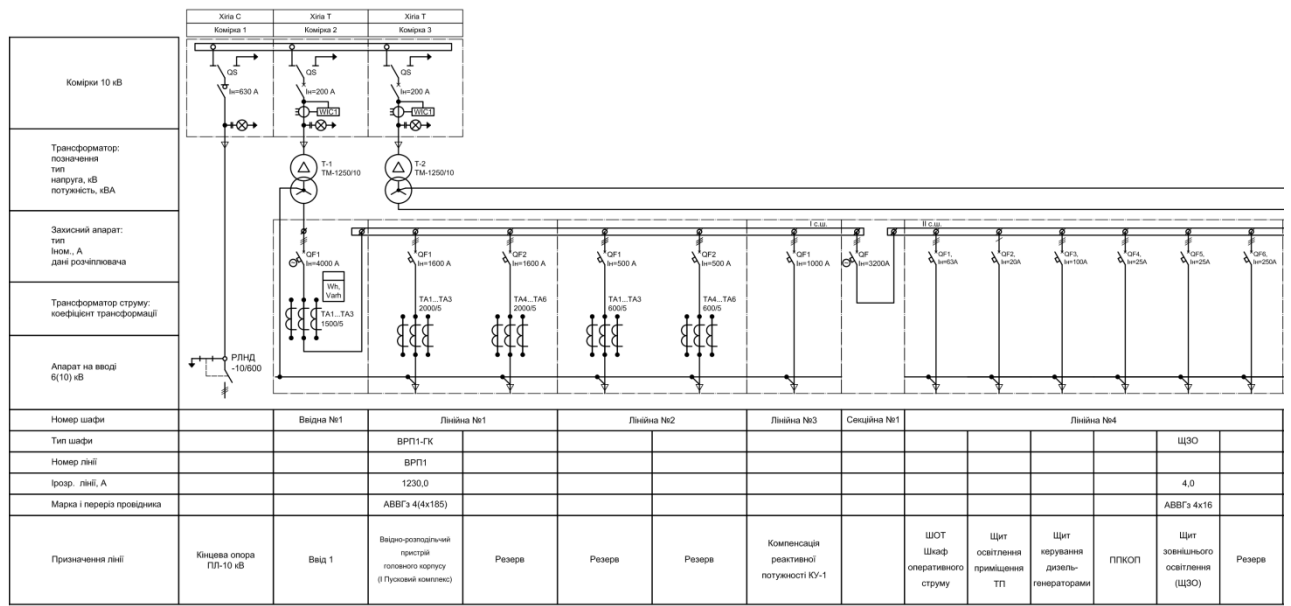 Xiria C
Xiria T
Xiria T
Комірка 1
Комірка 2
Комірка 3
Комірки 10 кВ
QS
QS
QS
Iн=630 А
Iн=200 А
Iн=200 А
WIC1
WIC1
Трансформатор:
позначення
тип
напруга, кВ
потужність, кВА
Т-1
ТМ-1250/10
Т-2
ТМ-1250/10
Захисний апарат:
тип
Iном., А
дані розчіплювача
I с.ш.
II с.ш.
QF1
Iн=4000 А
QF1
Iн=1600 А
QF2
Iн=1600 А
QF1
Iн=500 А
QF2
Iн=500 А
QF1
Iн=1000 А
QF
Iн=3200А
QF1,
Iн=63А
QF2,
Iн=20А
QF3,
Iн=100А
QF4,
Iн=25А
QF5,
Iн=25А
QF6,
Iн=250А
Wh,
Varh
Трансформатор струму:
коефіцієнт трансформації
ТА1...ТА3
1500/5
ТА1...ТА3
2000/5
ТА4...ТА6
2000/5
ТА1...ТА3
600/5
ТА4...ТА6
600/5
Апарат на вводі
6(10) кВ
РЛНД
-10/600
Номер шафи
Ввідна №1
Лінійна №1
Лінійна №2
Лінійна №3
Секційна №1
Лінійна №4
Тип шафи
ВРП1-ГК
ЩЗО
Номер лінії
ВРП1
Iрозр. лінії, А
1230,0
4,0
Марка і переріз провідника
АВВГз 4(4х185)
АВВГз 4х16
Призначення лінії
Кінцева опора
ПЛ-10 кВ
Ввід 1
Ввідно-розподільчий
пристрій
головного корпусу
(I Пусковий комплекс)
Резерв
Резерв
Резерв
Компенсація
реактивної
потужності КУ-1
ШОТ
Шкаф
оперативного
струму
Щит
освітлення
приміщення
ТП
Щит
керування
дизель-
генераторами
ППКОП
Щит
зовнішнього
освітлення
(ЩЗО)
Резерв